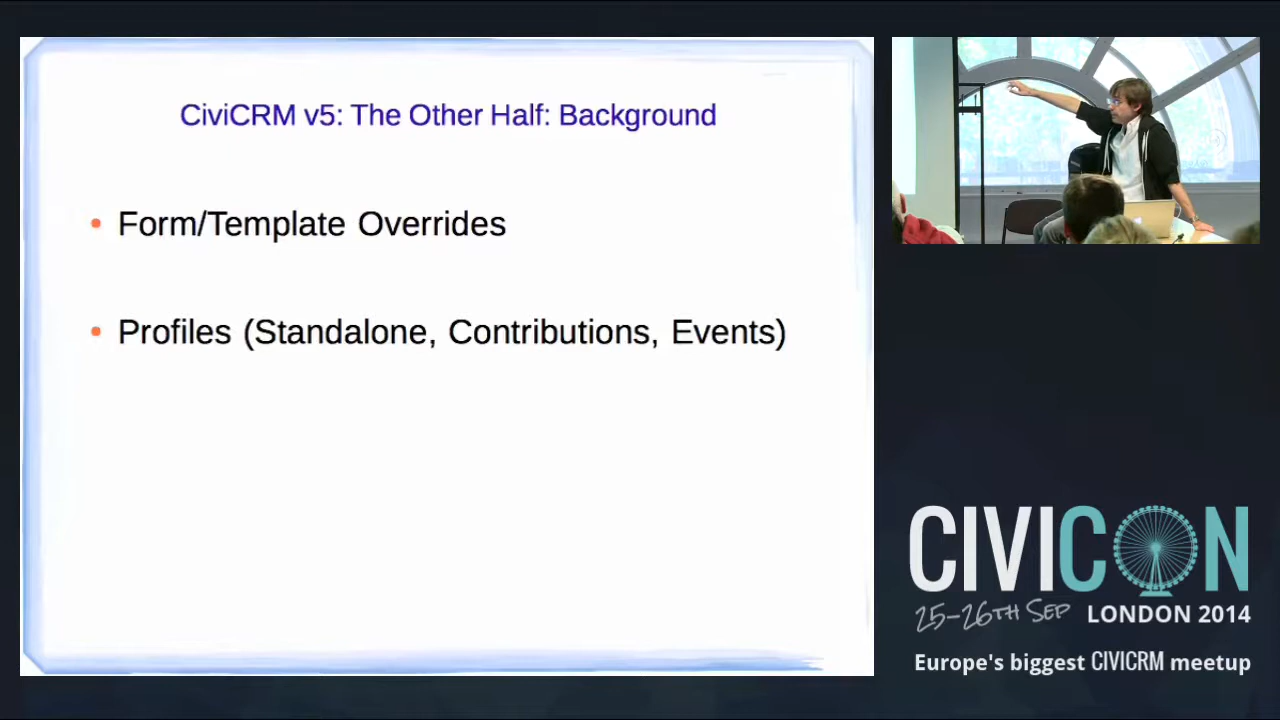 CiviCRM v5: The Other Half: Background
• Form/Template Overrides
• Profiles (Standalone, Contributions, Events)
CIVICON
25-26TH SEP LONDON 2014
Europe's biggest CIVICRM meetup